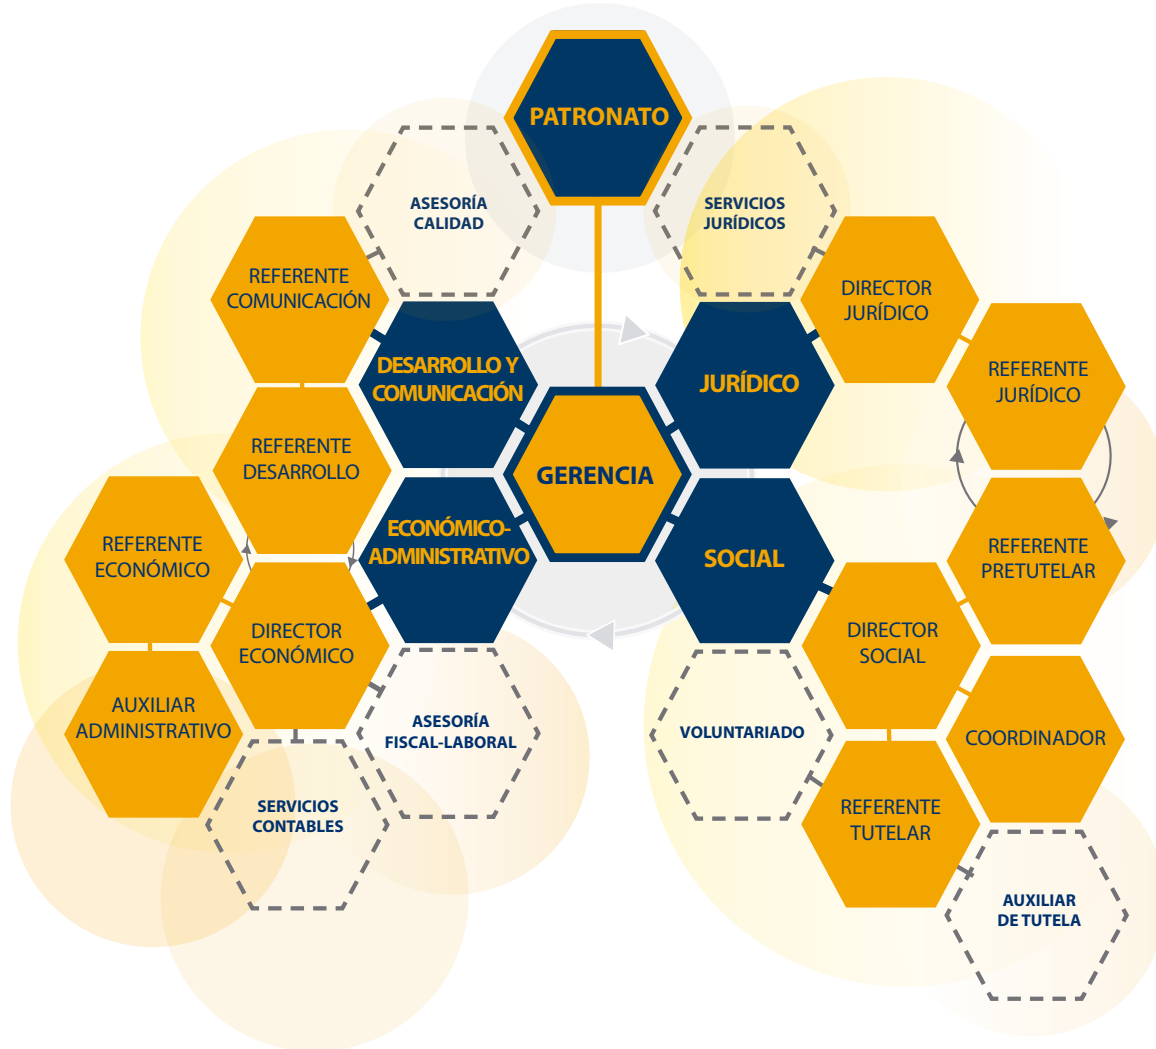 PATRONATO
ASESORÍA
CALIDAD
SERVICIOS
JURÍDICOS
REFERENTE
COMUNICACIÓN
DIRECTOR
JURÍDICO
DESARROLLO Y
COMUNICACIÓN
JURÍDICO
REFERENTE
JURÍDICO
REFERENTE
DESARROLLO
GERENCIA
REFERENTE
ECONÓMICO
ECONÓMICO-
ADMINISTRATIVO
SOCIAL
REFERENTE
PRETUTELAR
DIRECTOR
ECONÓMICO
DIRECTOR
SOCIAL
AUXILIAR
ADMINISTRATIVO
ASESORÍA
FISCAL-LABORAL
VOLUNTARIADO
COORDINADOR
SERVICIOS
CONTABLES
REFERENTE
TUTELAR
AUXILIAR
DE TUTELA